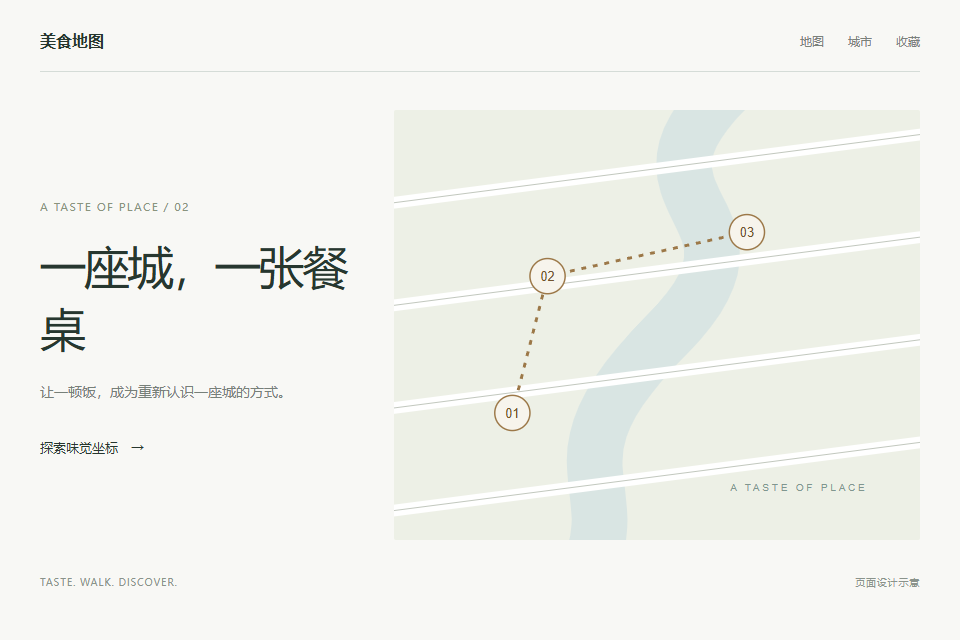 美食地图
地图 城市 收藏
A TASTE OF PLACE / 02
一座城，一张餐
桌
让一顿饭，成为重新认识一座城的方式。
探索味觉坐标 →
03
02
01
A TASTE OF PLACE
TASTE. WALK. DISCOVER.
页面设计示意